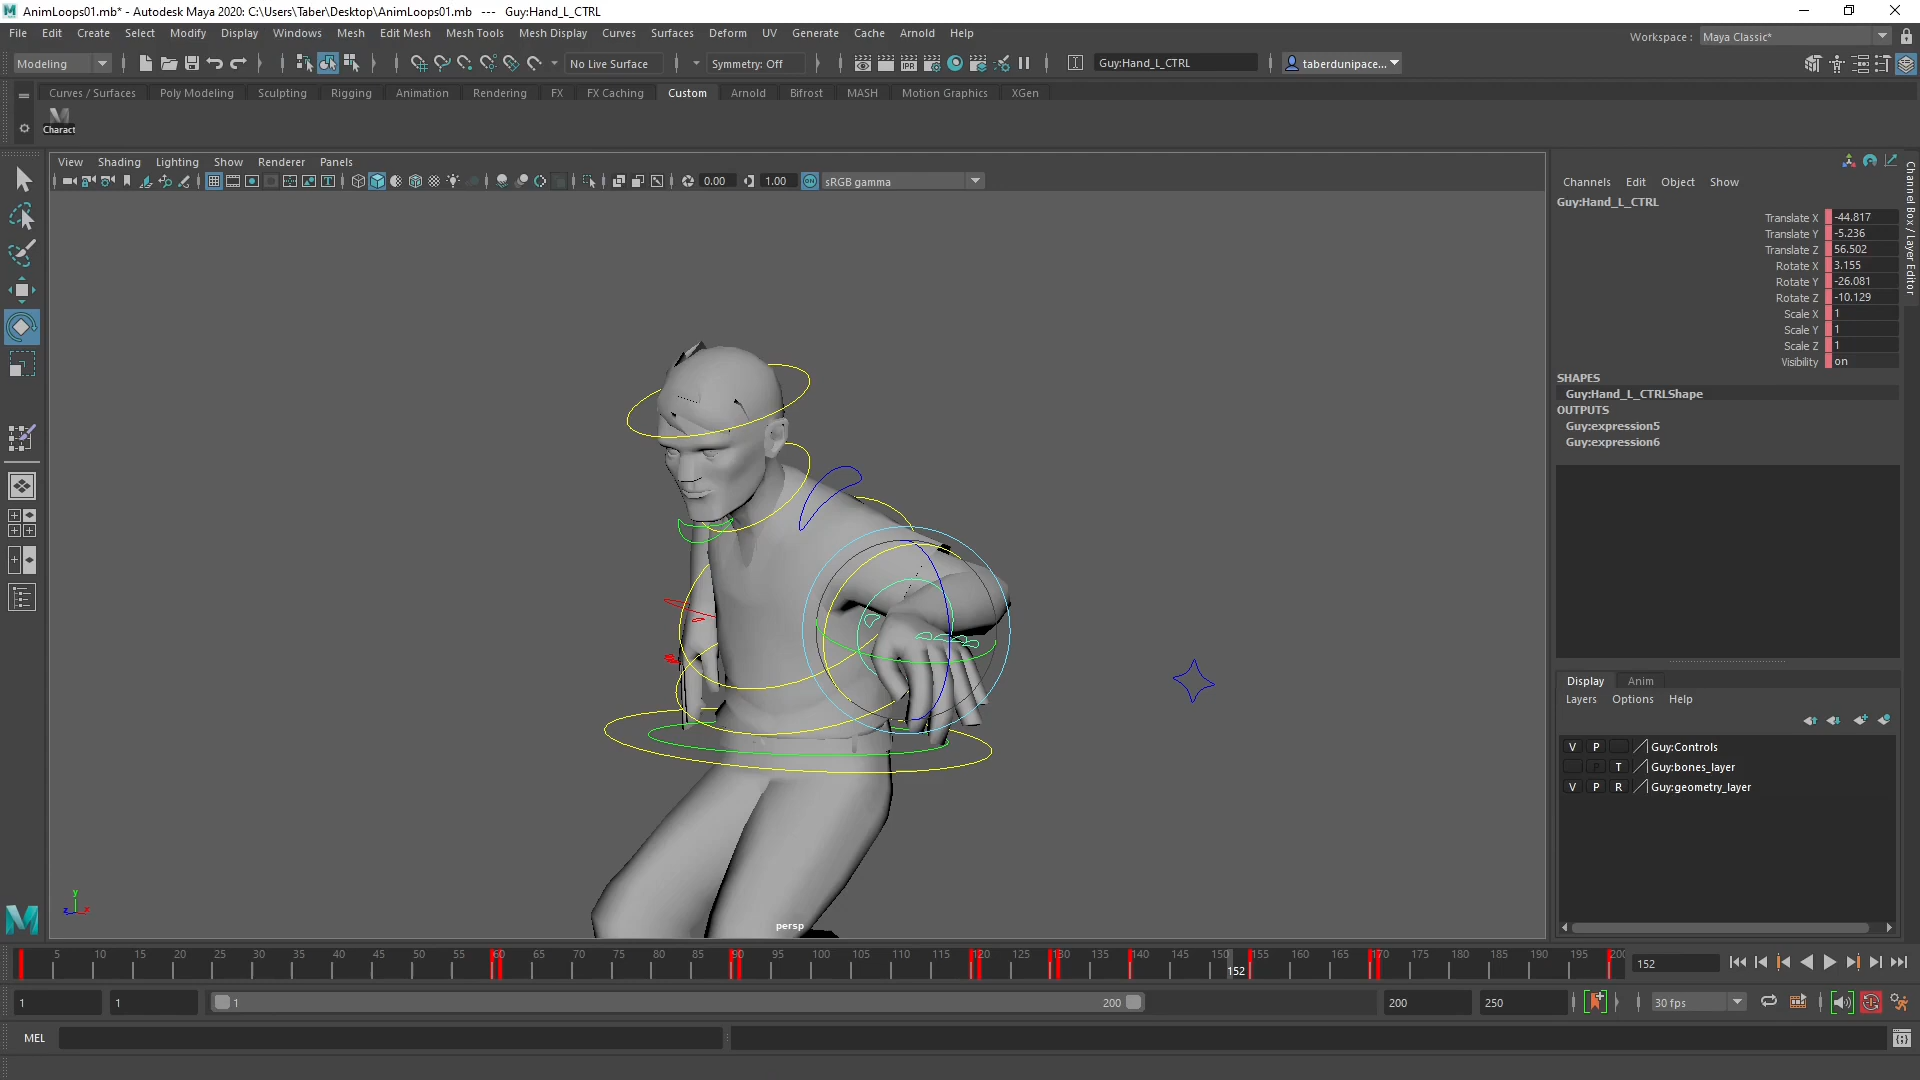 AnimLoops01.mb* - Autodesk Maya 2020: C:\Users\Taber\Desktop\AnimLoops01.mb --- Guy:Hand_L_CTRL
File Edit Create Select Modify Display Windows Mesh Edit Mesh Mesh Tools Mesh Display Curves Surfaces Deform UV Generate Cache Arnold Help
Workspace : Maya Classic*
Modeling No Live Surface Symmetry: Off IPR Guy:Hand_L_CTRL taberdunipace...
Curves / Surfaces Poly Modeling Sculpting Rigging Animation Rendering FX FX Caching Custom Arnold Bifrost MASH Motion Graphics XGen
Charact
View Shading Lighting Show Renderer Panels
0.00 1.00 ON sRGB gamma
Channels Edit Object Show
Channel Box / Layer Editor
Guy:Hand_L_CTRL
Translate X -44.817
Translate Y -5.236
Translate Z 56.502
Rotate X 3.155
Rotate Y -26.081
Rotate Z -10.129
Scale X 1
Scale Y 1
Scale Z 1
Visibility on
SHAPES
Guy:Hand_L_CTRLShape
OUTPUTS
Guy:expression5
Guy:expression6
Display Anim
Layers Options Help
V P Guy:Controls
P T Guy:bones_layer
V P R Guy:geometry_layer
y
z x
persp
5 10 15 20 25 30 35 40 45 50 55 60 65 70 75 80 85 90 95 100 105 110 115 120 125 130 135 140 145 150 155 160 165 170 175 180 185 190 195 200
152
152
1 1 1 200 200 250 30 fps
MEL